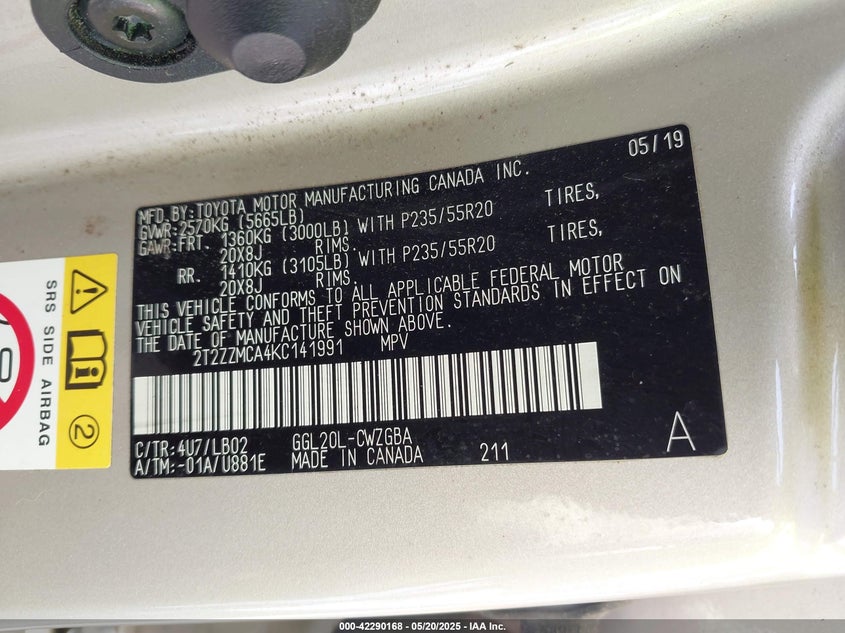 05/19
MFD. BY: TOYOTA MOTOR MANUFACTURING CANADA INC.
GVWR: 2570KG (5665LB)
GAWR: FRT. 1360KG (3000LB) WITH P235/55R20 TIRES,
20X8J RIMS.
RR. 1410KG (3105LB) WITH P235/55R20 TIRES,
20X8J RIMS.
THIS VEHICLE CONFORMS TO ALL APPLICABLE FEDERAL MOTOR
VEHICLE SAFETY AND THEFT PREVENTION STANDARDS IN EFFECT ON
THE DATE OF MANUFACTURE SHOWN ABOVE.
2T2ZZMCA4KC141991 MPV
C/TR: 4U7/LB02 GGL20L-CWZGBA
A/TM: -01A/U881E MADE IN CANADA 211
A
SRS SIDE AIRBAG
2
000-42290168 - 05/20/2025 - IAA Inc.